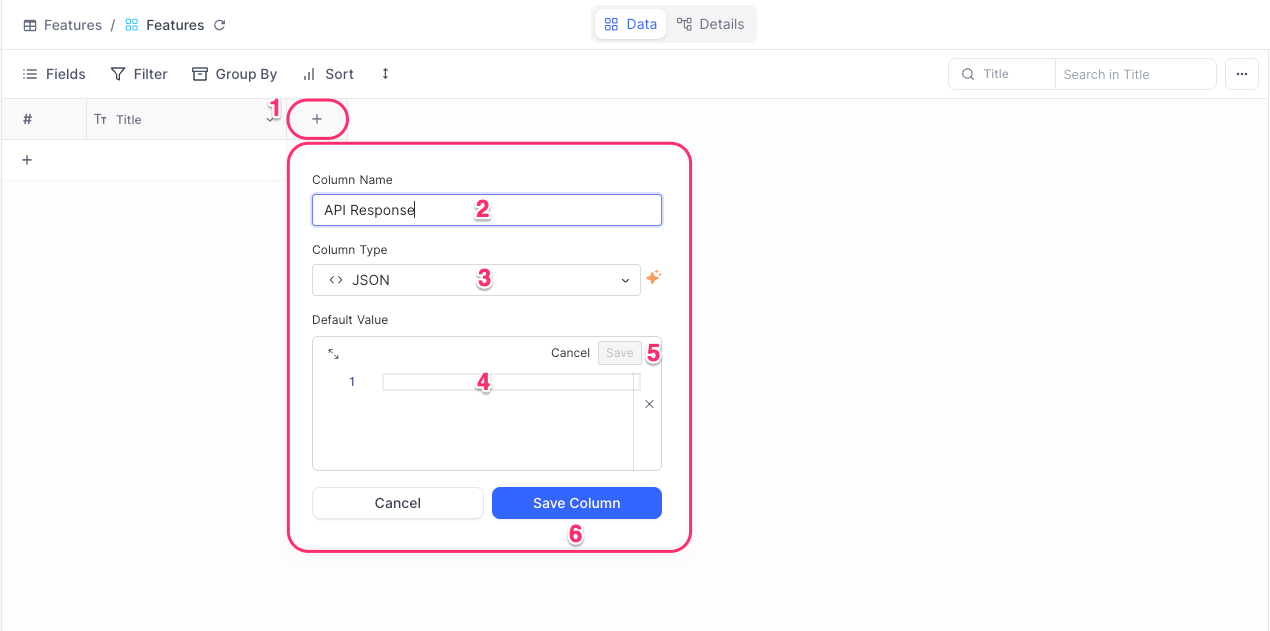 Features / Features
Data
Details
Fields
Filter
Group By
Sort
Title
Search in Title
#
Title
1
+
+
Column Name
API Response
2
Column Type
JSON
3
Default Value
Cancel
Save
5
1
4
Cancel
Save Column
6